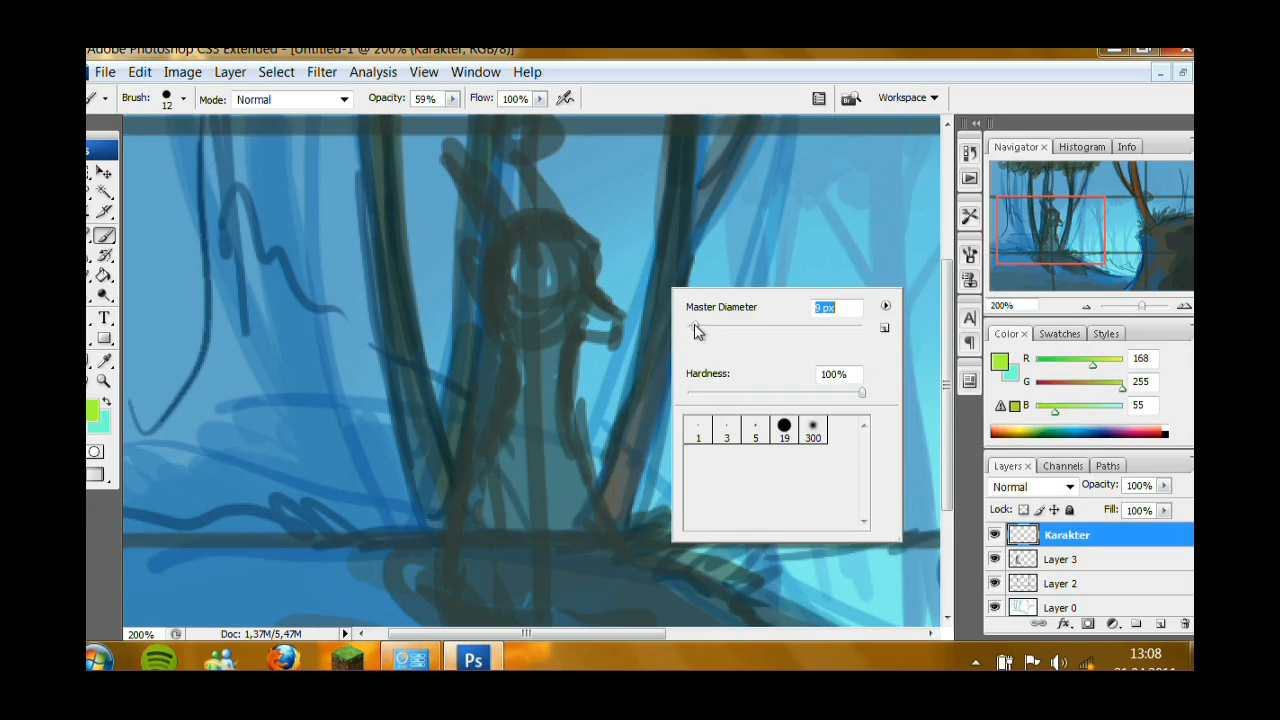 Adobe Photoshop CS3 Extended - [Untitled-1 @ 200% (Karakter, RGB/8)]
File Edit Image Layer Select Filter Analysis View Window Help
Brush: 12 Mode: Normal Opacity: 59% Flow: 100% Workspace
Navigator Histogram Info
200%
Master Diameter 9 px
Hardness: 100%
1 3 5 19 300
Color Swatches Styles
R 168
G 255
B 55
Layers Channels Paths
Normal Opacity: 100%
Lock: Fill: 100%
Karakter
Layer 3
Layer 2
Layer 0
200% Doc: 1,37M/5,47M
Ps
13:08